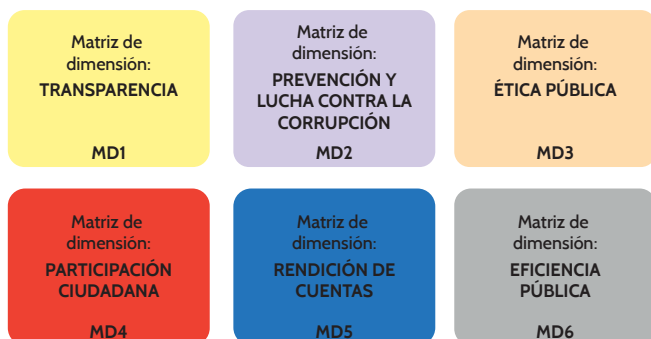 Matriz de
dimensión:
TRANSPARENCIA
MD1
Matriz de
dimensión:
PREVENCIÓN Y
LUCHA CONTRA LA
CORRUPCIÓN
MD2
Matriz de
dimensión:
ÉTICA PÚBLICA
MD3
Matriz de
dimensión:
PARTICIPACIÓN
CIUDADANA
MD4
Matriz de
dimensión:
RENDICIÓN DE
CUENTAS
MD5
Matriz de
dimensión:
EFICIENCIA
PÚBLICA
MD6